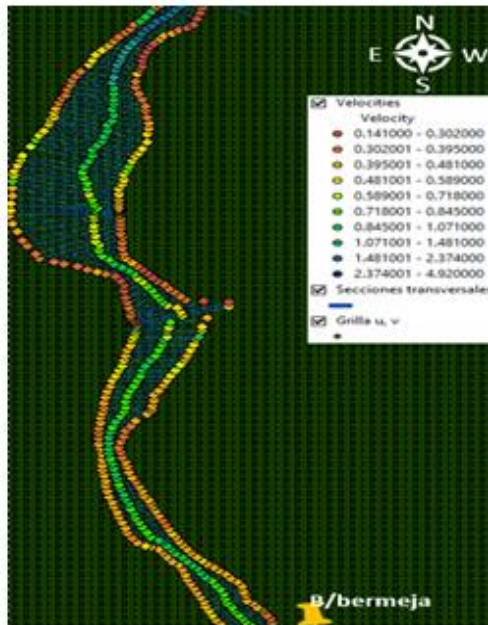 N
E W
S
Velocities
Velocity
0.141000 - 0.302000
0.302001 - 0.395000
0.395001 - 0.481000
0.481001 - 0.589000
0.589001 - 0.718000
0.718001 - 0.845000
0.845001 - 1.071000
1.071001 - 1.481000
1.481001 - 2.374000
2.374001 - 4.920000
Secciones transversales
Grilla u, v
B/bermeja